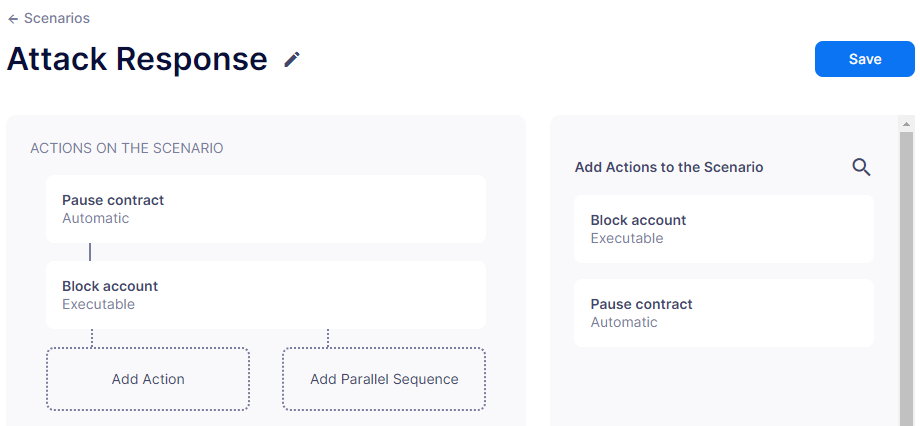 Scenarios
Attack Response
Save
ACTIONS ON THE SCENARIO
Pause contract
Automatic
Block account
Executable
Add Action
Add Parallel Sequence
Add Actions to the Scenario
Block account
Executable
Pause contract
Automatic